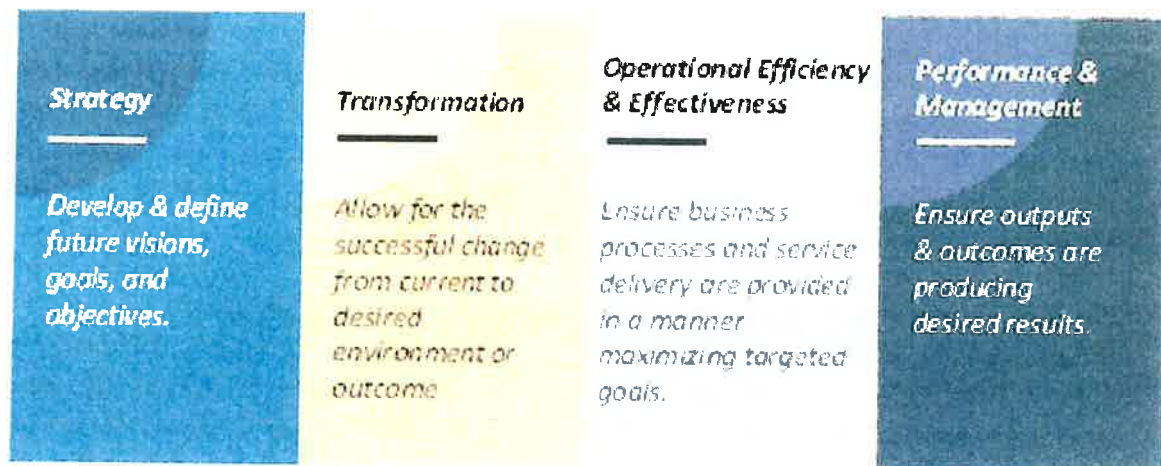 Strategy
Develop & define
future visions,
goals, and
objectives.
Transformation
Allow for the
successful change
from current to
desired
environment or
outcome
Operational Efficiency
& Effectiveness
Ensure business
processes and service
delivery are provided
in a manner
maximizing targeted
goals.
Performance &
Management
Ensure outputs
& outcomes are
producing
desired results.